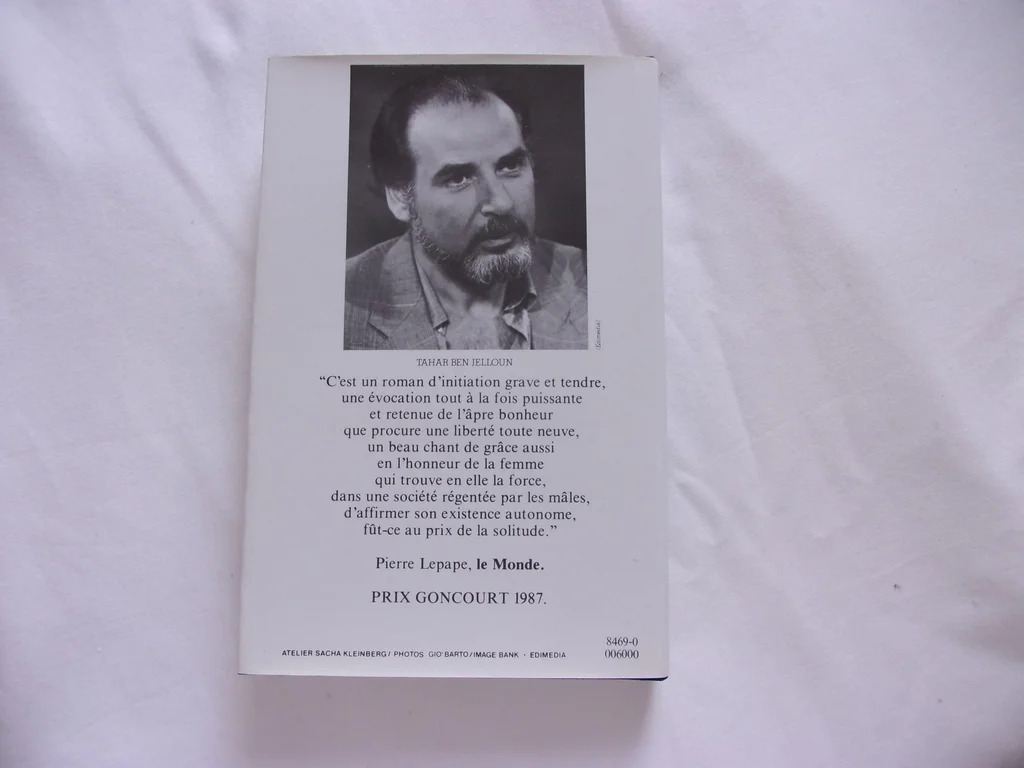 (Edimedia)
TAHAR BEN JELLOUN
“C’est un roman d’initiation grave et tendre,
une évocation tout à la fois puissante
et retenue de l’âpre bonheur
que procure une liberté toute neuve,
un beau chant de grâce aussi
en l’honneur de la femme
qui trouve en elle la force,
dans une société régentée par les mâles,
d’affirmer son existence autonome,
fût-ce au prix de la solitude.”
Pierre Lepape, le Monde.
PRIX GONCOURT 1987.
ATELIER SACHA KLEINBERG / PHOTOS GIO BARTO / IMAGE BANK · EDIMEDIA
8469-0
006000